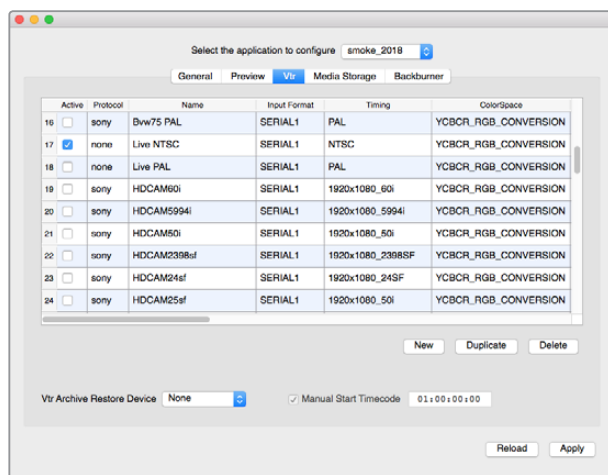 Select the application to configure smoke_2018
General Preview Vtr Media Storage Backburner
Active Protocol Name Input Format Timing ColorSpace
16 sony Bvw75 PAL SERIAL1 PAL YCBCR_RGB_CONVERSION
17 none Live NTSC SERIAL1 NTSC YCBCR_RGB_CONVERSION
18 none Live PAL SERIAL1 PAL YCBCR_RGB_CONVERSION
19 sony HDCAM60i SERIAL1 1920x1080_60i YCBCR_RGB_CONVERSION
20 sony HDCAM5994i SERIAL1 1920x1080_5994i YCBCR_RGB_CONVERSION
21 sony HDCAM50i SERIAL1 1920x1080_50i YCBCR_RGB_CONVERSION
22 sony HDCAM2398sf SERIAL1 1920x1080_2398SF YCBCR_RGB_CONVERSION
23 sony HDCAM24sf SERIAL1 1920x1080_24SF YCBCR_RGB_CONVERSION
24 sony HDCAM25sf SERIAL1 1920x1080_50i YCBCR_RGB_CONVERSION
New Duplicate Delete
Vtr Archive Restore Device None Manual Start Timecode 01:00:00:00
Reload Apply